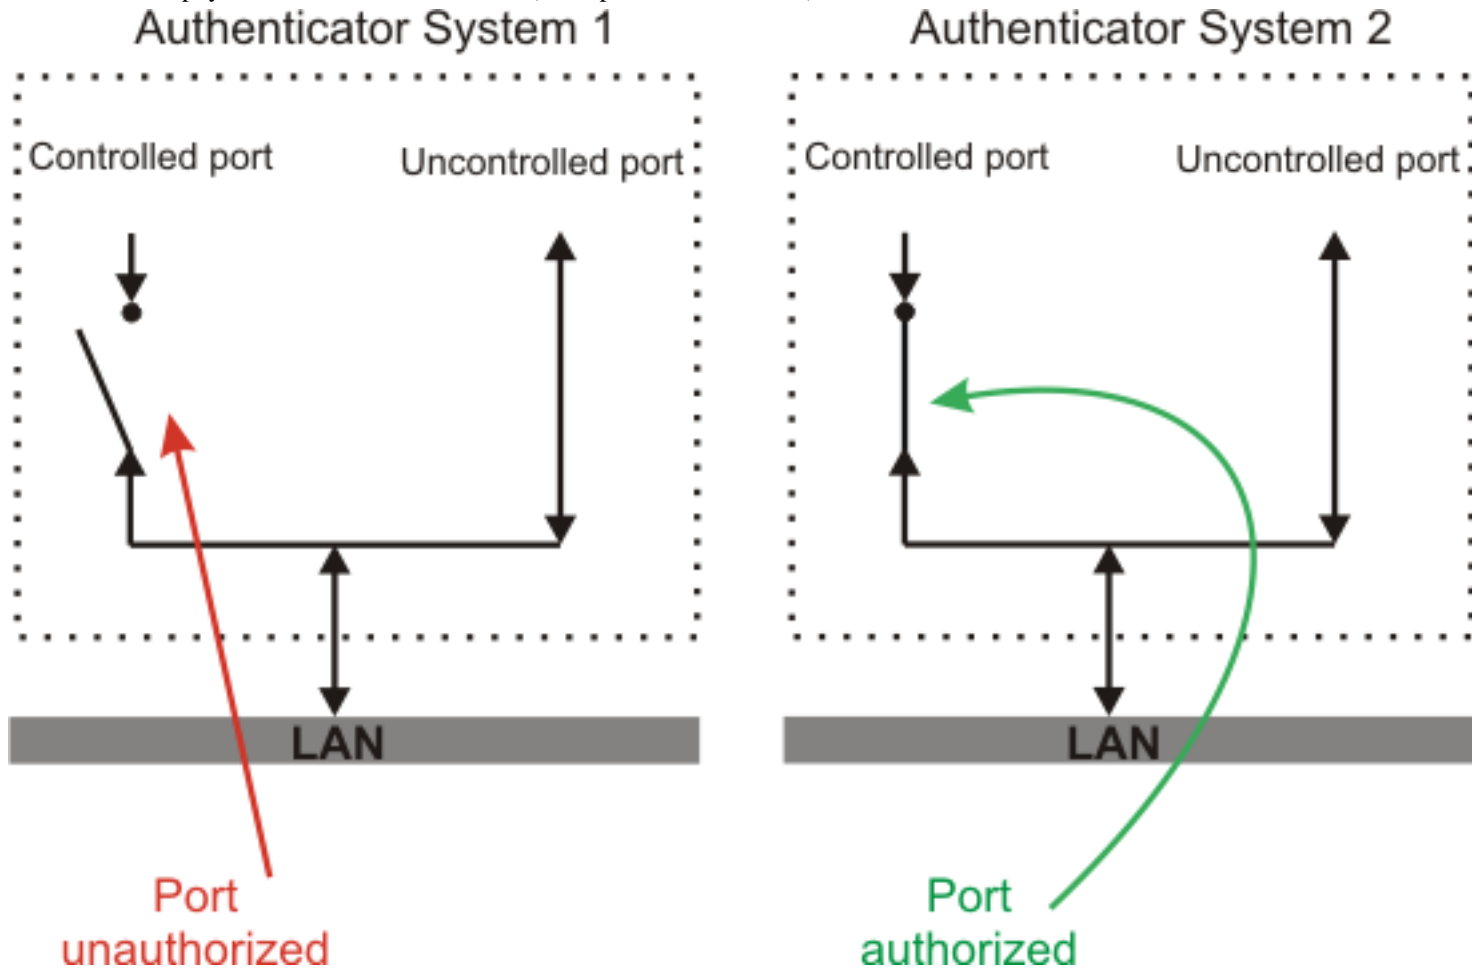 Authenticator System 1
Authenticator System 2
Controlled port
Uncontrolled port
Controlled port
Uncontrolled port
LAN
LAN
Port
unauthorized
Port
authorized